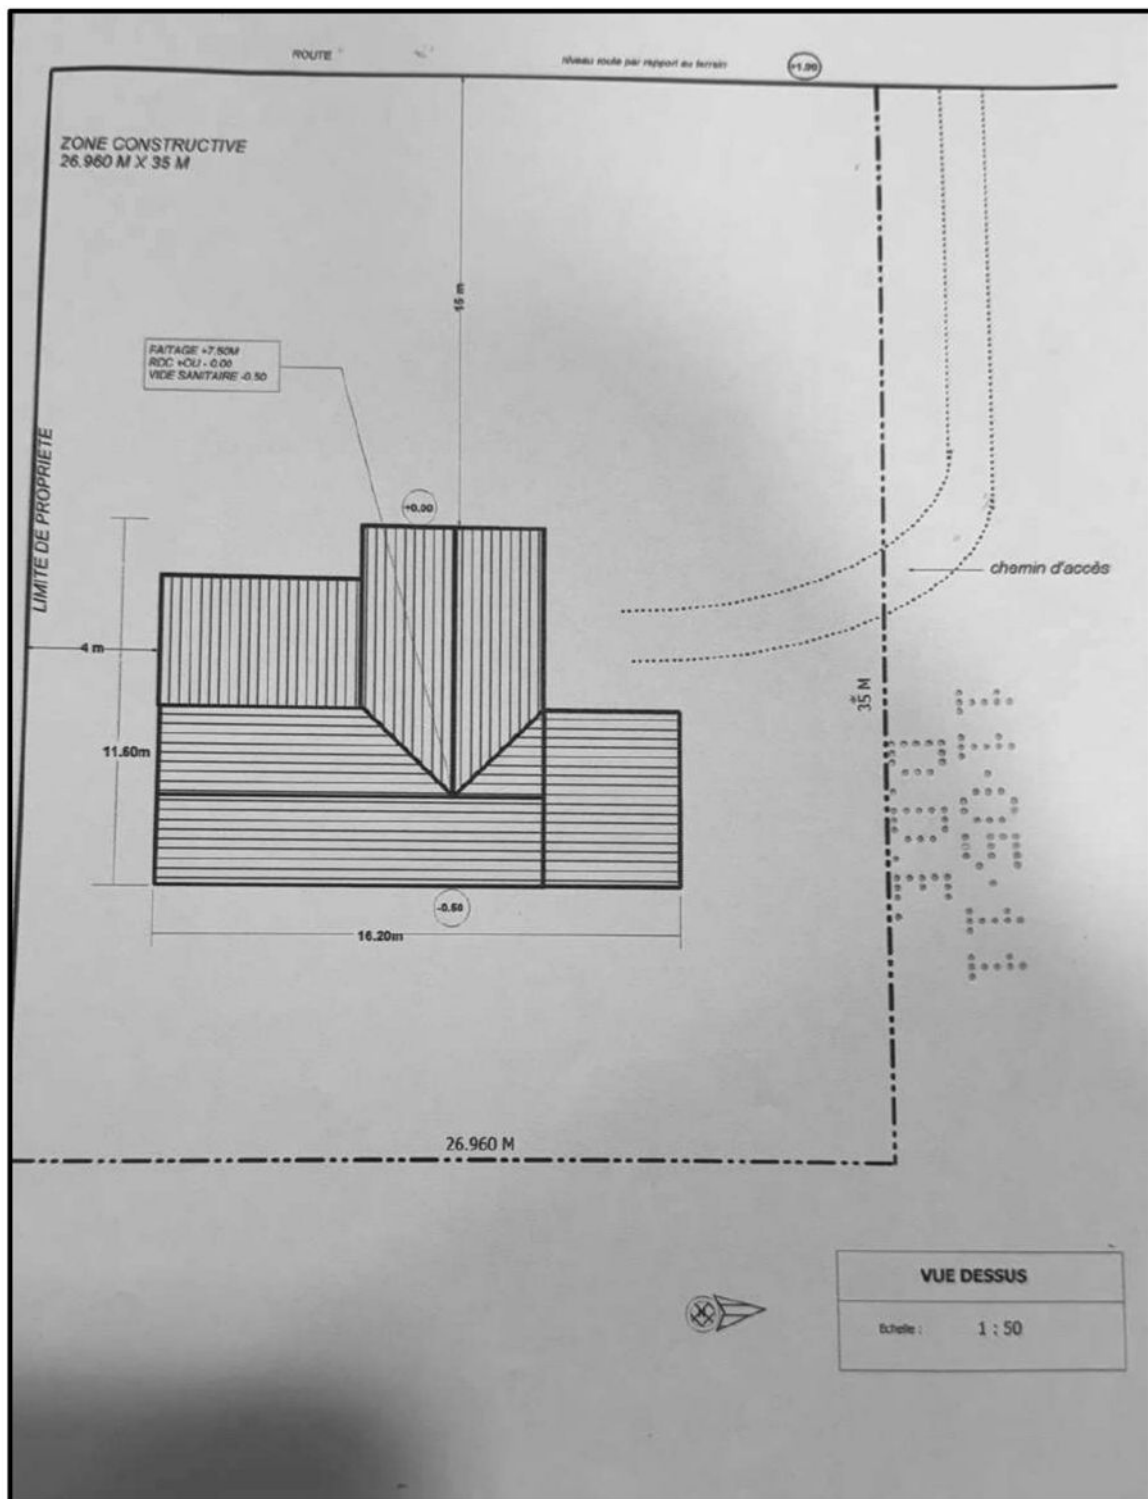 ROUTE
niveau route par rapport au terrain
+1.00
ZONE CONSTRUCTIVE
26.960 M X 35 M
15 m
FAITAGE +7.50M
RDC +OU - 0.00
VIDE SANITAIRE -0.50
LIMITE DE PROPRIETE
+0.00
chemin d'accès
4 m
35 M
11.60m
-0.50
16.20m
26.960 M
VUE DESSUS
Echelle :
1 : 50